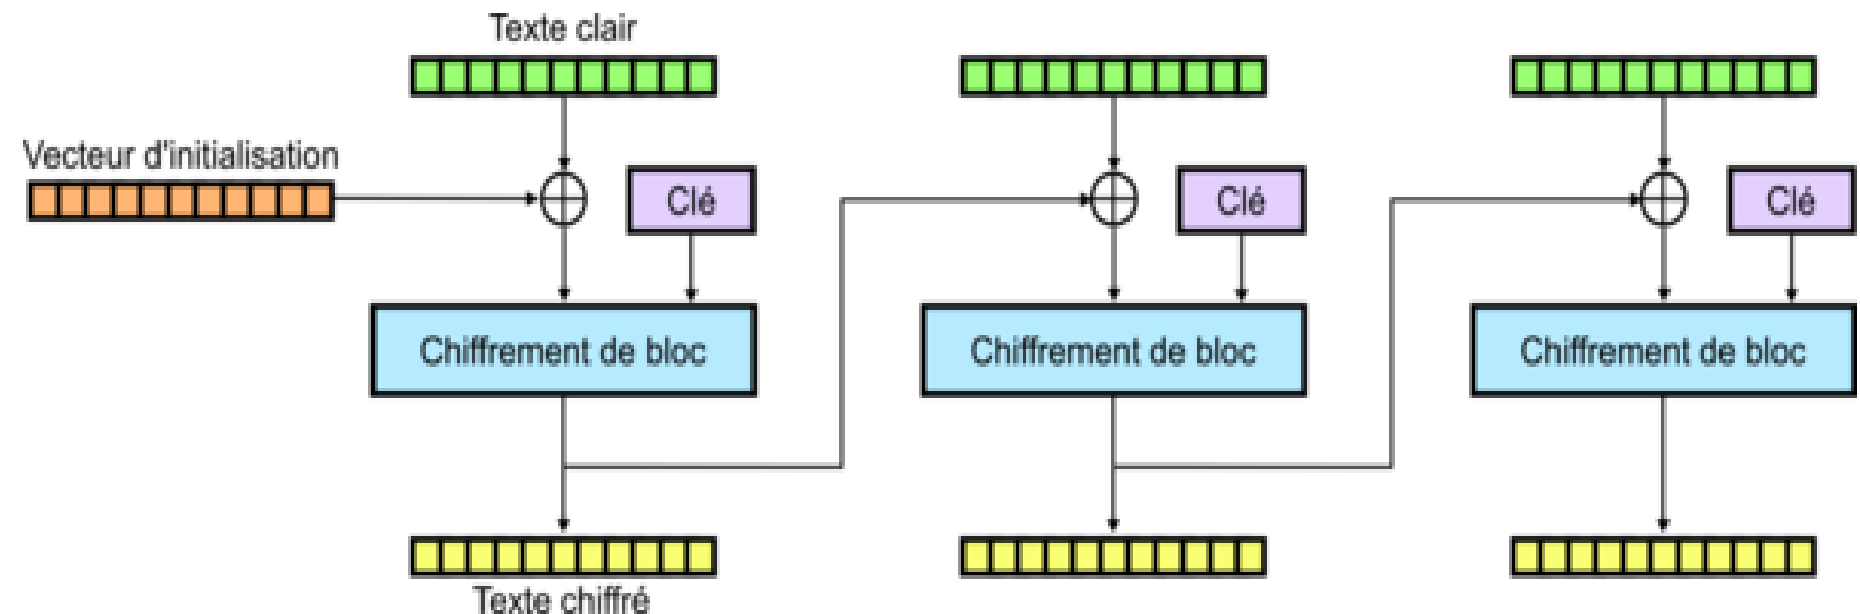 Texte clair
Vecteur d'initialisation
Clé
Clé
Clé
Chiffrement de bloc
Chiffrement de bloc
Chiffrement de bloc
Texte chiffré